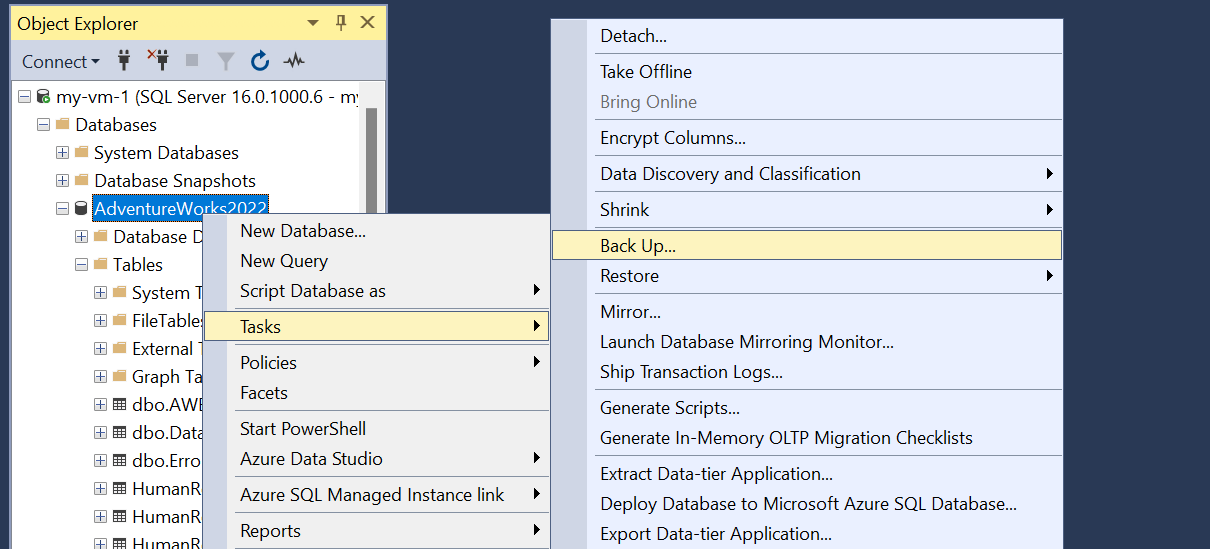 Object Explorer
Connect
my-vm-1 (SQL Server 16.0.1000.6 - my
Databases
System Databases
Database Snapshots
AdventureWorks2022
Database D
Tables
System T
FileTables
External
Graph Ta
dbo.AWB
dbo.Data
dbo.Erro
HumanR
HumanR
HumanR
New Database...
New Query
Script Database as
Tasks
Policies
Facets
Start PowerShell
Azure Data Studio
Azure SQL Managed Instance link
Reports
Detach...
Take Offline
Bring Online
Encrypt Columns...
Data Discovery and Classification
Shrink
Back Up...
Restore
Mirror...
Launch Database Mirroring Monitor...
Ship Transaction Logs...
Generate Scripts...
Generate In-Memory OLTP Migration Checklists
Extract Data-tier Application...
Deploy Database to Microsoft Azure SQL Database...
Export Data-tier Application...